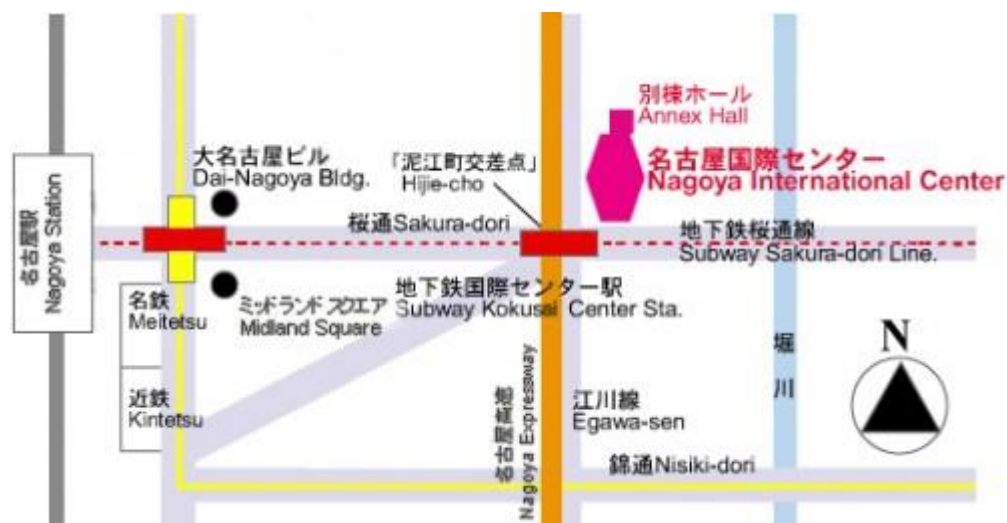 別棟ホール
Annex Hall
名古屋国際センター
Nagoya International Center
大名古屋ビル
Dai-Nagoya Bldg.
「泥江町交差点」
Hijie-cho
名古屋駅
Nagoya Station
桜通Sakura-dori
地下鉄桜通線
Subway Sakura-dori Line.
名鉄
Meitetsu
ミッドランド スクエア
Midland Square
地下鉄国際センター駅
Subway Kokusai Center Sta.
近鉄
Kintetsu
名古屋高速
Nagoya Expressway
江川線
Egawa-sen
堀川
N
錦通Nisiki-dori